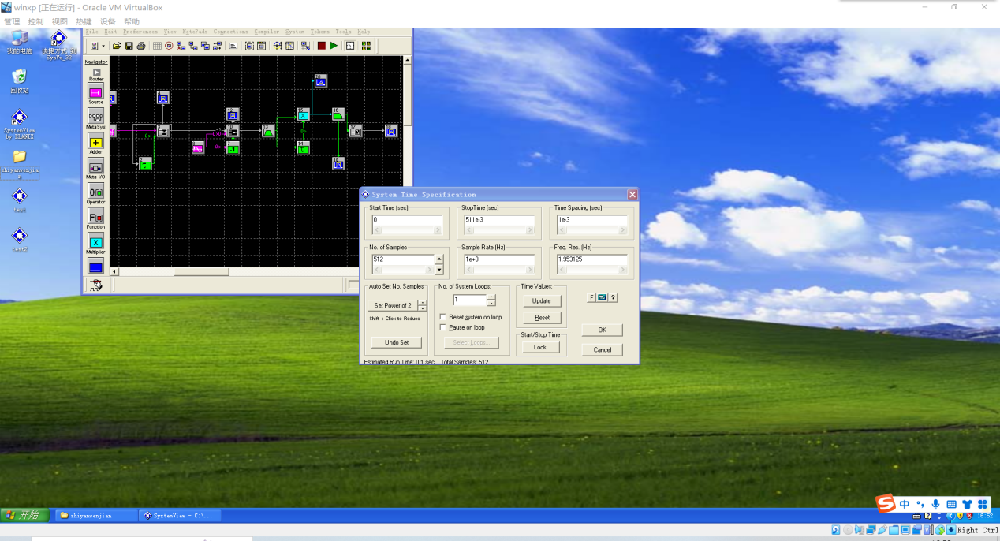 winxp [正在运行] - Oracle VM VirtualBox
管理 控制 视图 热键 设备 帮助
File Edit Preferences View NotePads Connections Compiler System Tokens Tools Help
我的电脑
快捷方式 到
SysVu_32
回收站
SystemView
by ELANIX
shiyanwenjia
test
test2
Navigator
Router
Source
MetaSys
Adder
Meta I/O
Operator
Function
Multiplier
System Time Specification
Start Time (sec)
0
StopTime (sec)
511e-3
Time Spacing (sec)
1e-3
No. of Samples
512
Sample Rate (Hz)
1e+3
Freq. Res. (Hz)
1.953125
Auto Set No. Samples
Set Power of 2
Shift + Click to Reduce
Undo Set
No. of System Loops:
1
Reset system on loop
Pause on loop
Select Loops...
Time Values:
Update
Reset
Start/Stop Time
Lock
F
?
OK
Cancel
Estimated Run Time: 0.1 sec Total Samples: 512
中
开始
shiyanwenjian
SystemView - C:\...
16:52
Right Ctrl